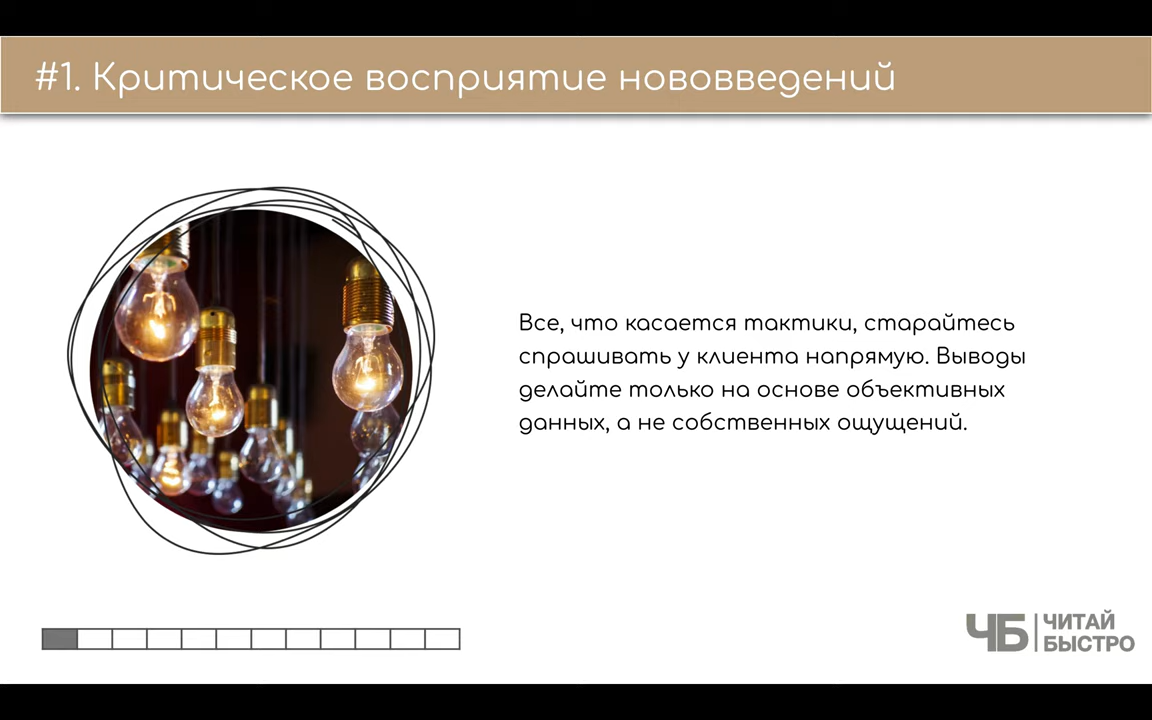 #1. Критическое восприятие нововведений
Все, что касается тактики, старайтесь
спрашивать у клиента напрямую. Выводы
делайте только на основе объективных
данных, а не собственных ощущений.
ЧБ
ЧИТАЙ
БЫСТРО